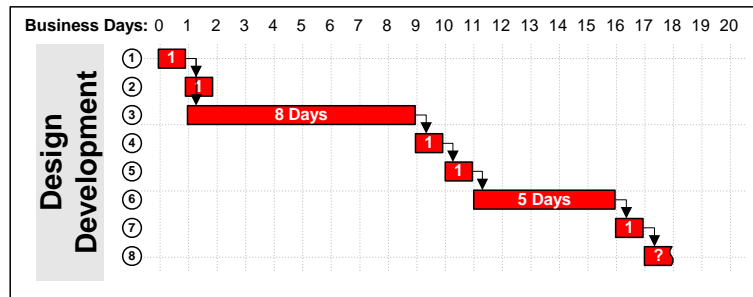 Business Days: 0 1 2 3 4 5 6 7 8 9 10 11 12 13 14 15 16 17 18 19 20
Design
Development
1 1
2 1
3 8 Days
4 1
5 1
6 5 Days
7 1
8 ?